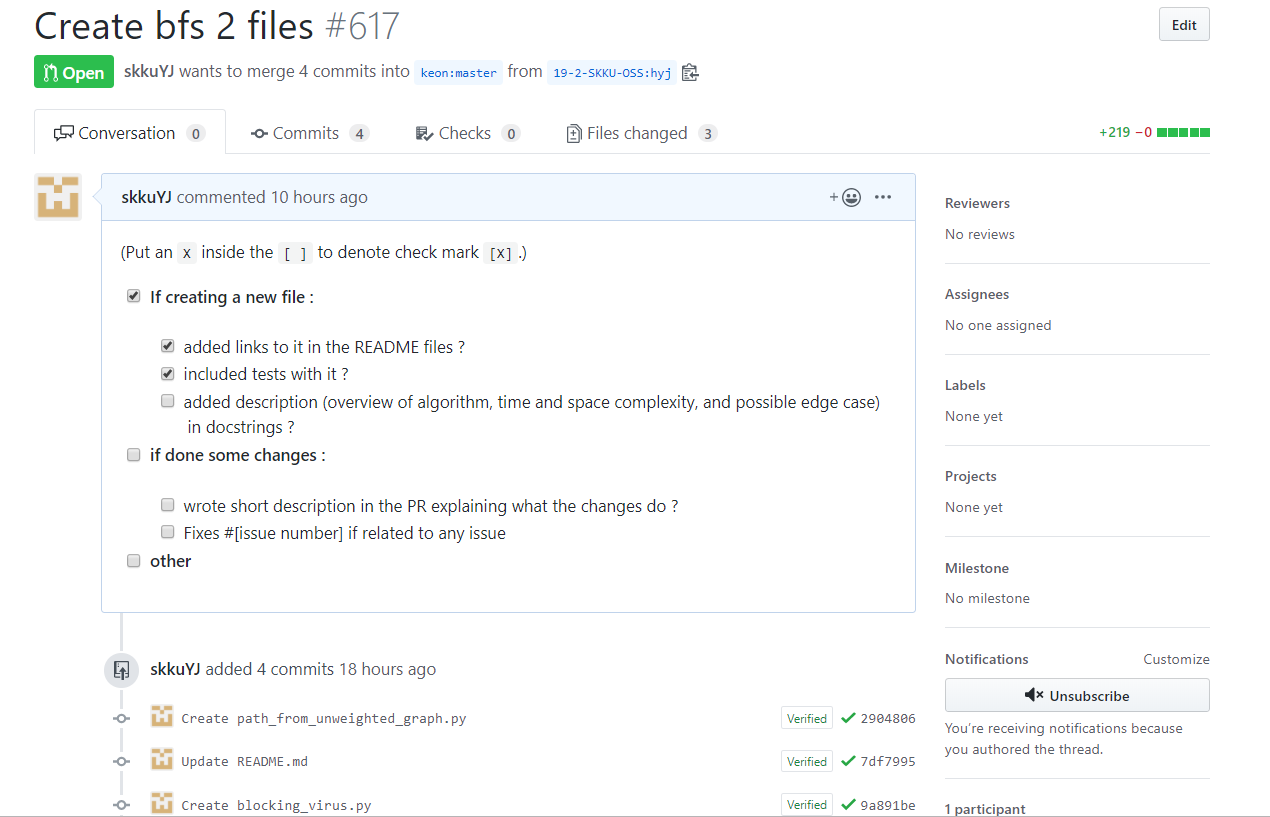 Create bfs 2 files #617
Edit
Open skkuYJ wants to merge 4 commits into keon:master from 19-2-SKKU-OSS:hyj
Conversation 0 Commits 4 Checks 0 Files changed 3 +219 −0
skkuYJ commented 10 hours ago
(Put an X inside the [ ] to denote check mark [X] .)
If creating a new file :
added links to it in the README files ?
included tests with it ?
added description (overview of algorithm, time and space complexity, and possible edge case)
in docstrings ?
if done some changes :
wrote short description in the PR explaining what the changes do ?
Fixes #[issue number] if related to any issue
other
skkuYJ added 4 commits 18 hours ago
Create path_from_unweighted_graph.py Verified 2904806
Update README.md Verified 7df7995
Create blocking_virus.py Verified 9a891be
Reviewers
No reviews
Assignees
No one assigned
Labels
None yet
Projects
None yet
Milestone
No milestone
Notifications Customize
Unsubscribe
You're receiving notifications because
you authored the thread.
1 participant